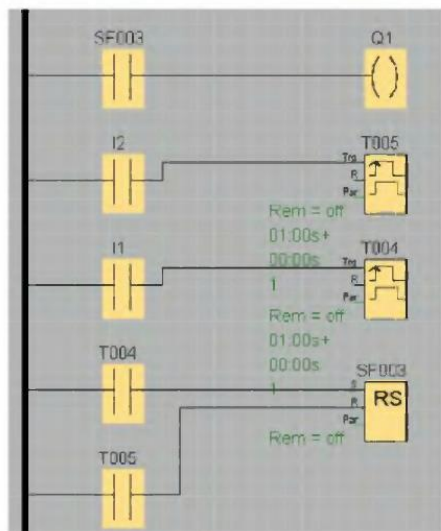 SF003 Q1
I2 T005
Trg
R
Par
Rem = off
01:00s+
00:00s
1
I1 T004
Trg
R
Par
Rem = off
01:00s+
00:00s
1
T004 SF003
S
R
RS
Par
Rem = off
T005